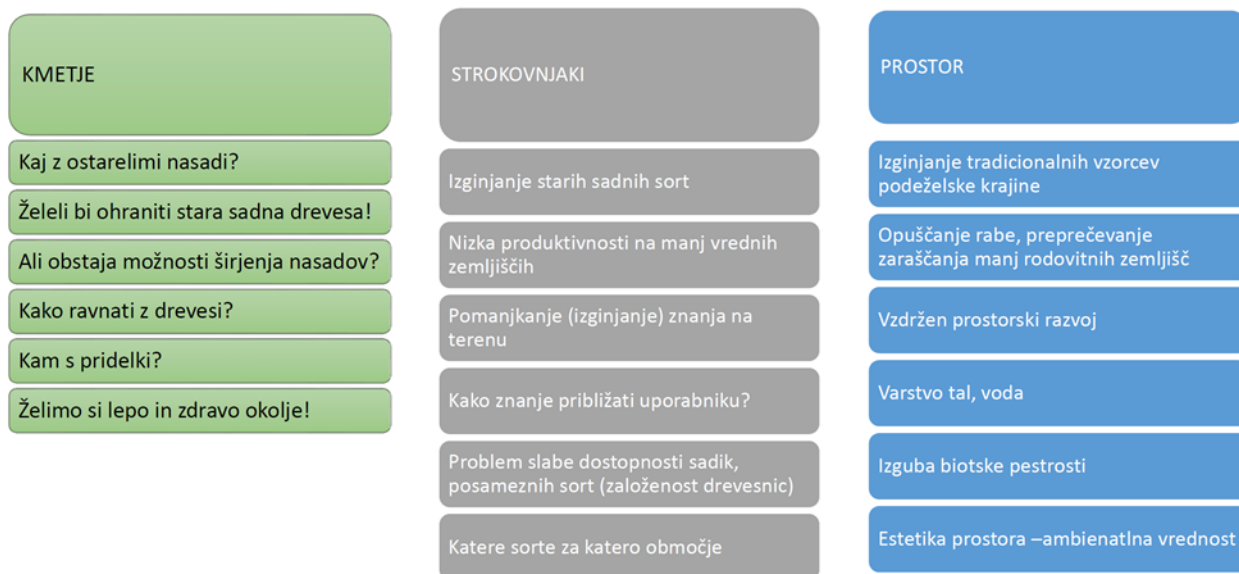 KMETJE
Kaj z ostarelimi nasadi?
Želeli bi ohraniti stara sadna drevesa!
Ali obstaja možnosti širjenja nasadov?
Kako ravnati z drevesi?
Kam s pridelki?
Želimo si lepo in zdravo okolje!
STROKOVNJAKI
Izginjanje starih sadnih sort
Nizka produktivnosti na manj vrednih
zemljiščih
Pomanjkanje (izginjanje) znanja na
terenu
Kako znanje približati uporabniku?
Problem slabe dostopnosti sadik,
posameznih sort (založenost drevesnic)
Katere sorte za katero območje
PROSTOR
Izginjanje tradicionalnih vzorcev
podeželske krajine
Opuščanje rabe, preprečevanje
zaraščanja manj rodovitnih zemljišč
Vzdržen prostorski razvoj
Varstvo tal, voda
Izguba biotske pestrosti
Estetika prostora –ambienatlna vrednost